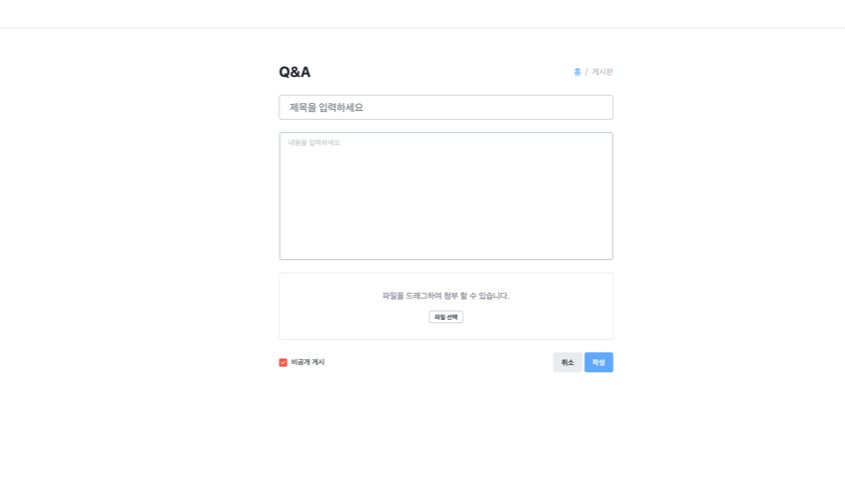 Q&A
홈 / 게시판
제목을 입력하세요
내용을 입력하세요
파일을 드래그하여 첨부 할 수 있습니다.
파일 선택
비공개 게시
취소
작성